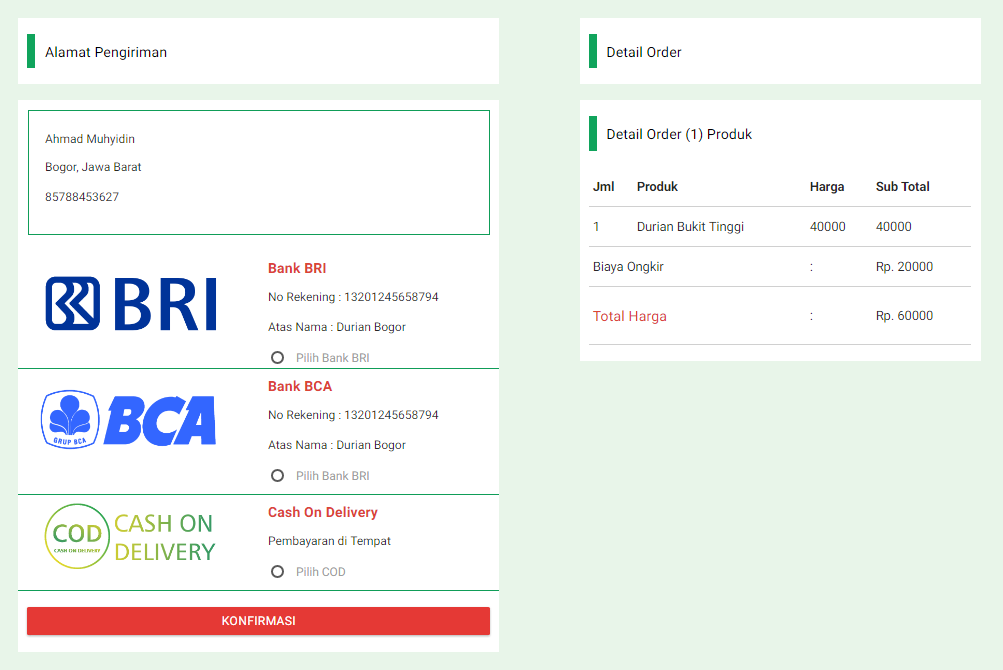 Alamat Pengiriman
Ahmad Muhyidin
Bogor, Jawa Barat
85788453627
BRI
Bank BRI
No Rekening : 13201245658794
Atas Nama : Durian Bogor
Pilih Bank BRI
GRUP BCA
BCA
Bank BCA
No Rekening : 13201245658794
Atas Nama : Durian Bogor
Pilih Bank BRI
COD
CASH ON DELIVERY
CASH ON
DELIVERY
Cash On Delivery
Pembayaran di Tempat
Pilih COD
KONFIRMASI
Detail Order
Detail Order (1) Produk
Jml Produk Harga Sub Total
1 Durian Bukit Tinggi 40000 40000
Biaya Ongkir : Rp. 20000
Total Harga : Rp. 60000